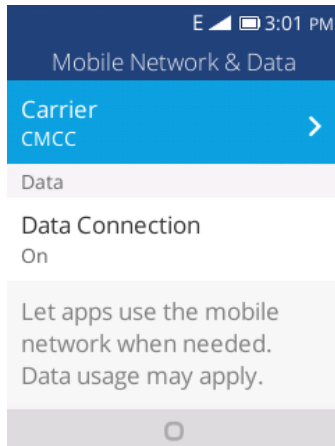 E 3:01 PM
Mobile Network & Data
Carrier
CMCC
Data
Data Connection
On
Let apps use the mobile
network when needed.
Data usage may apply.